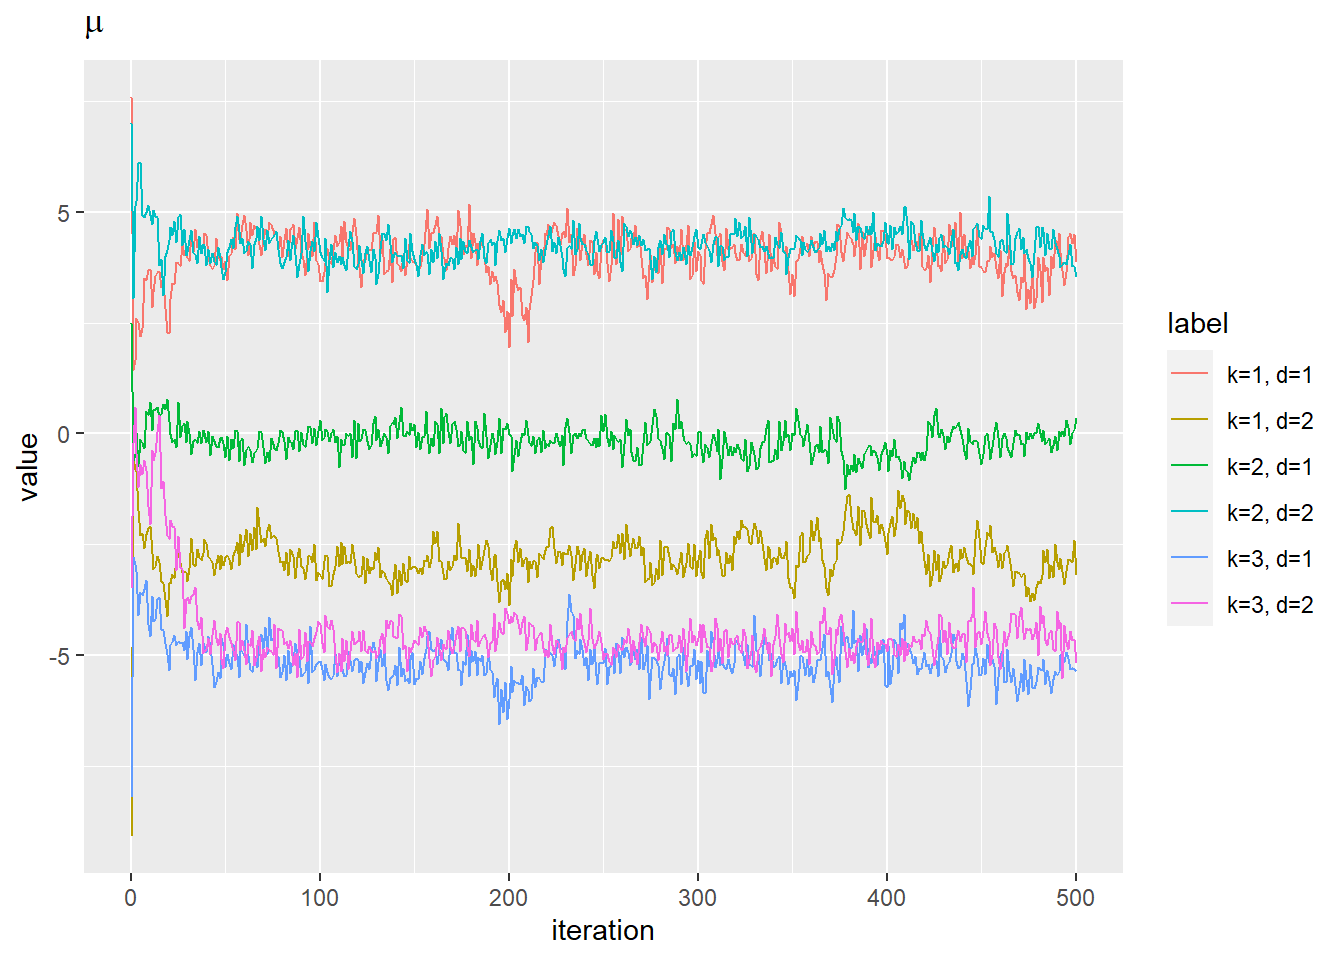 μ
value
5
0
-5
0
100
200
300
400
500
iteration
label
k=1, d=1
k=1, d=2
k=2, d=1
k=2, d=2
k=3, d=1
k=3, d=2